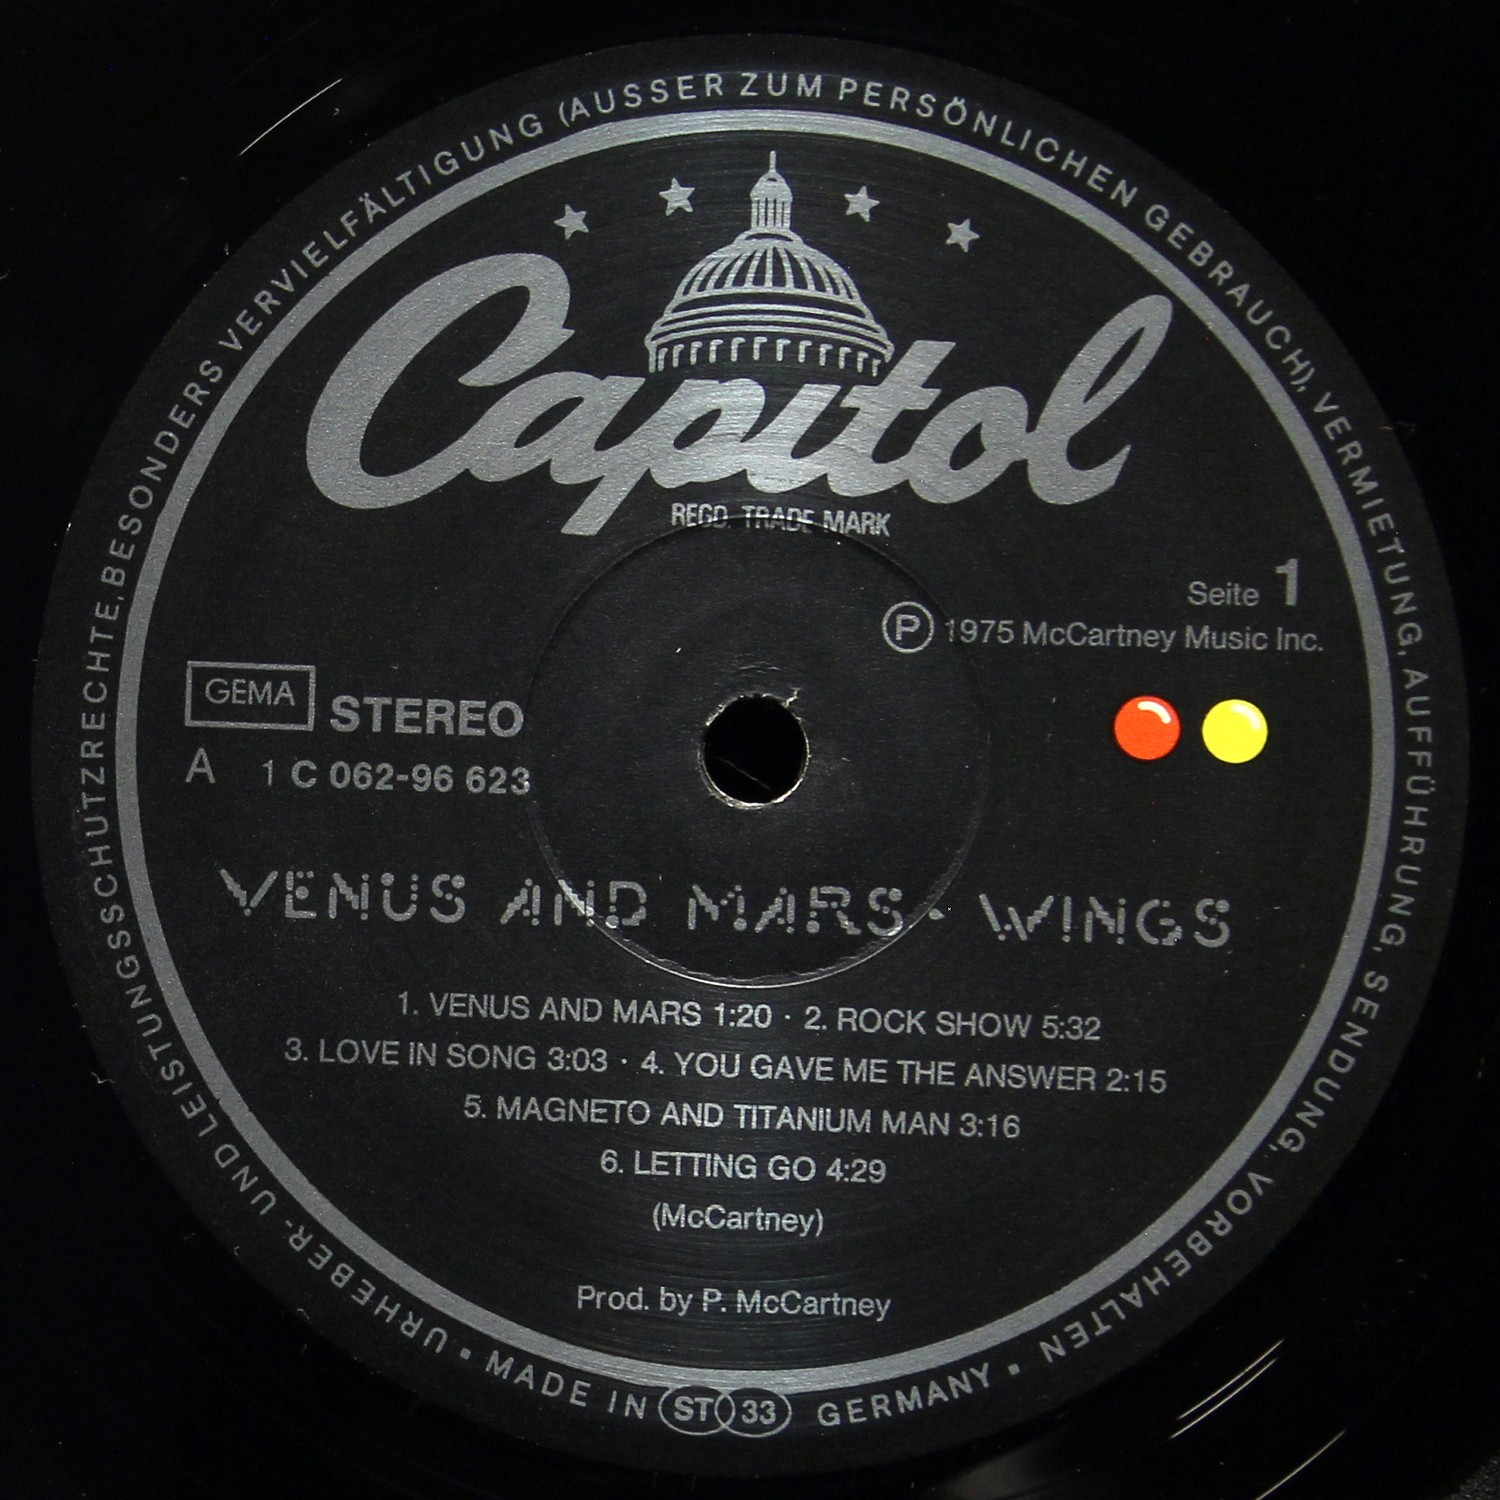 URHEBER- UND LEISTUNGSSCHUTZRECHTE, BESONDERS VERVIELFÄLTIGUNG (AUSSER ZUM PERSÖNLICHEN GEBRAUCH), VERMIETUNG, AUFFÜHRUNG, SENDUNG, VORBEHALTEN
Capitol
REGD. TRADE MARK
Seite 1
Ⓟ 1975 McCartney Music Inc.
GEMA STEREO
A 1 C 062-96 623
VENUS AND MARS · WINGS
1. VENUS AND MARS 1:20 · 2. ROCK SHOW 5:32
3. LOVE IN SONG 3:03 · 4. YOU GAVE ME THE ANSWER 2:15
5. MAGNETO AND TITANIUM MAN 3:16
6. LETTING GO 4:29
(McCartney)
Prod. by P. McCartney
▪ MADE IN ST 33 GERMANY ▪